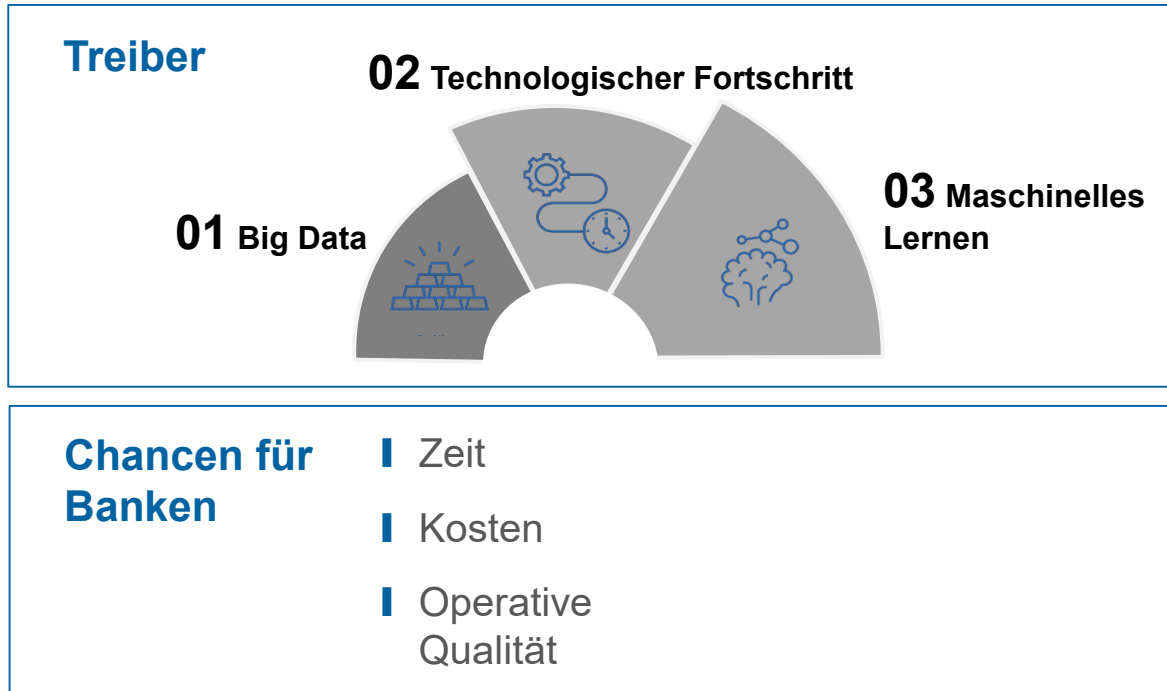 Treiber
02 Technologischer Fortschritt
01 Big Data
03 Maschinelles
Lernen
Chancen für
Banken
Zeit
Kosten
Operative
Qualität